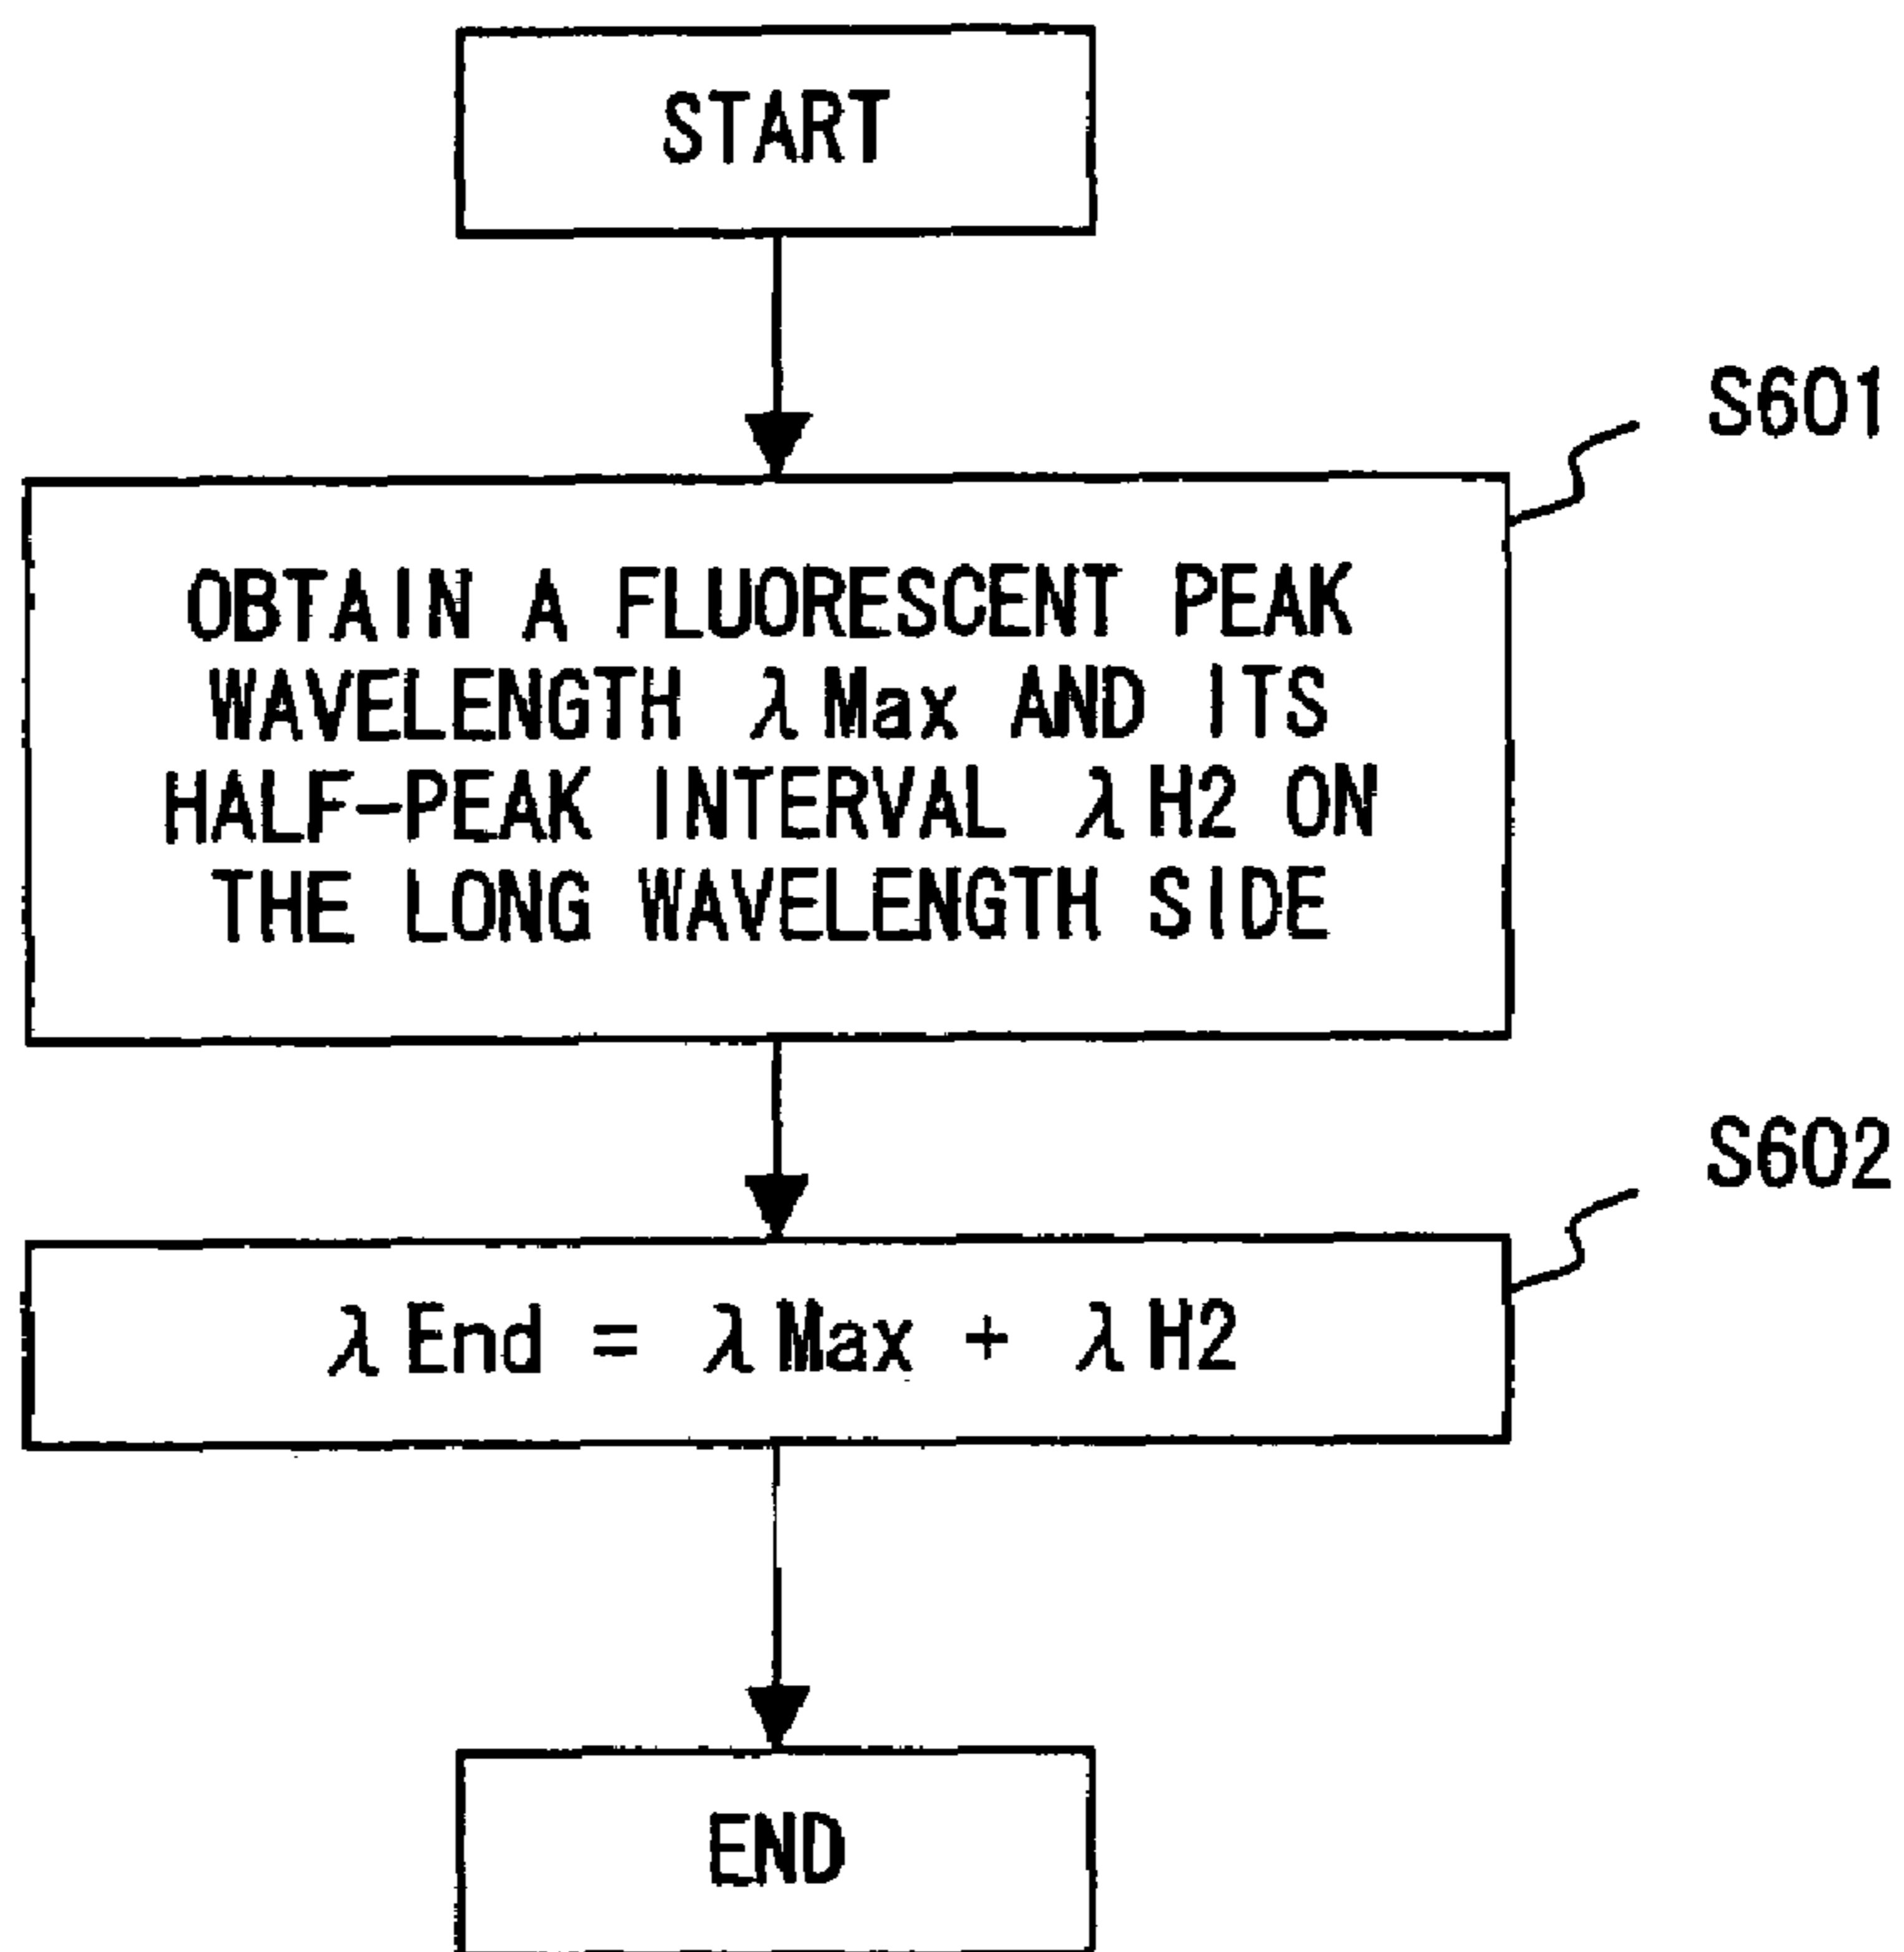 START
S601
OBTAIN A FLUORESCENT PEAK
WAVELENGTH λMax AND ITS
HALF-PEAK INTERVAL λH2 ON
THE LONG WAVELENGTH SIDE
S602
λEnd = λMax + λH2
END